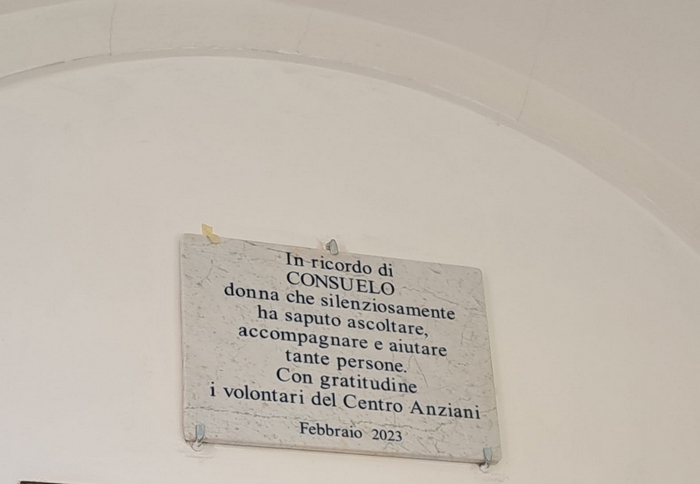 In ricordo di
CONSUELO
donna che silenziosamente
ha saputo ascoltare,
accompagnare e aiutare
tante persone.
Con gratitudine
i volontari del Centro Anziani
Febbraio 2023